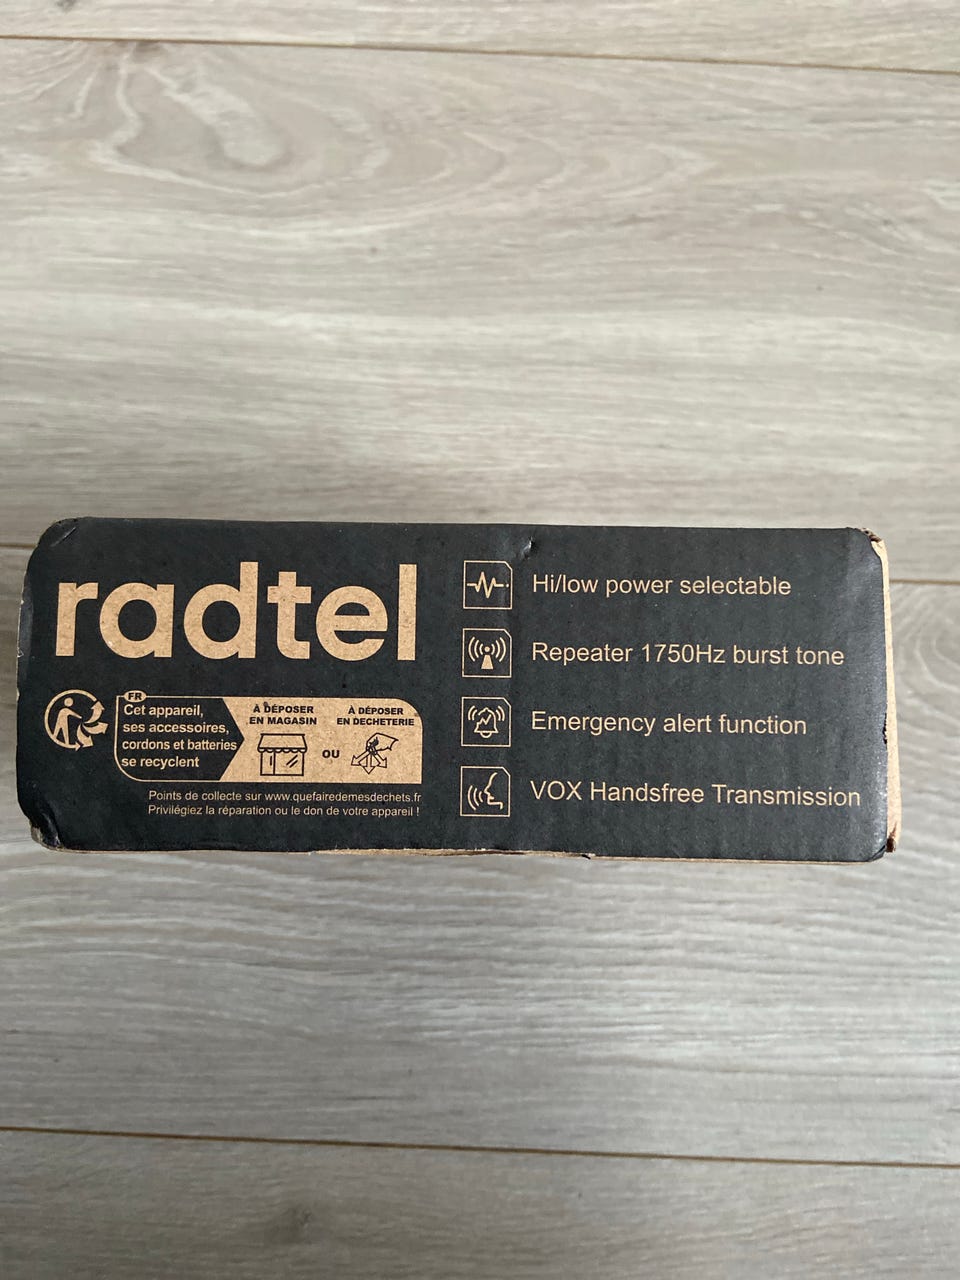 radtel
FR
Cet appareil,
ses accessoires,
cordons et batteries
se recyclent
À DÉPOSER
EN MAGASIN
OU
À DÉPOSER
EN DECHETERIE
Points de collecte sur www.quefairedemesdechets.fr
Privilégiez la réparation ou le don de votre appareil !
Hi/low power selectable
Repeater 1750Hz burst tone
Emergency alert function
VOX Handsfree Transmission